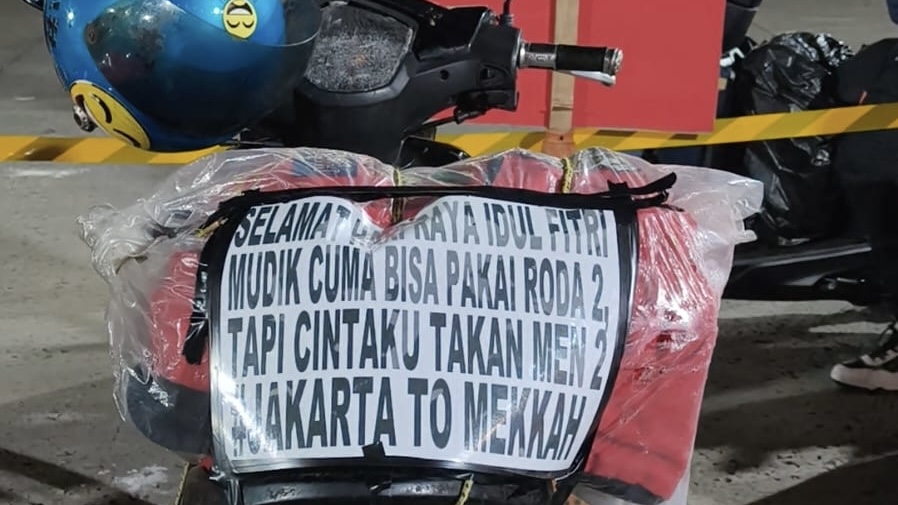 SELAMAT RAYA IDUL FITRI
MUDIK CUMA BISA PAKAI RODA 2,
TAPI CINTAKU TAKAN MEN 2
#JAKARTA TO MEKKAH